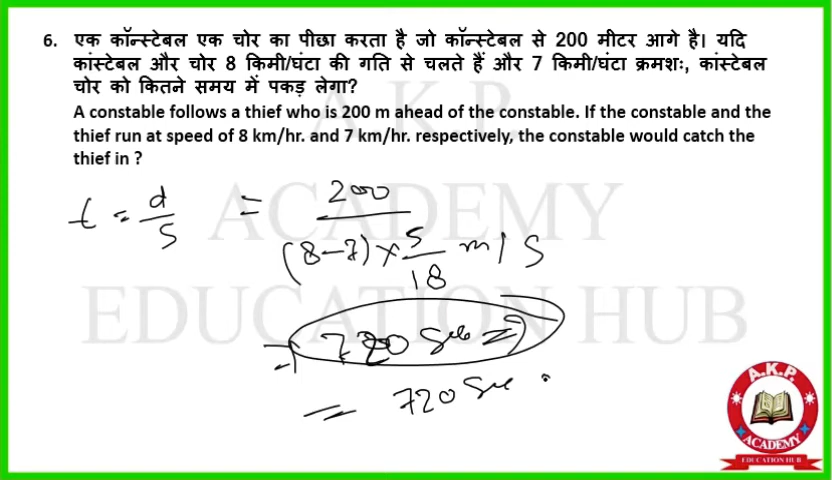 6. एक कॉन्स्टेबल एक चोर का पीछा करता है जो कॉन्स्टेबल से 200 मीटर आगे है। यदि
कांस्टेबल और चोर 8 किमी/घंटा की गति से चलते हैं और 7 किमी/घंटा क्रमशः, कांस्टेबल
चोर को कितने समय में पकड़ लेगा?
A constable follows a thief who is 200 m ahead of the constable. If the constable and the
thief run at speed of 8 km/hr. and 7 km/hr. respectively, the constable would catch the
thief in ?
t = d/S = 200/((8-7) × 5/18) m/S
720 Sec =)
= 720 Sec .
A.K.P.
ACADEMY
EDUCATION HUB
A.K.P.
ACADEMY
EDUCATION HUB